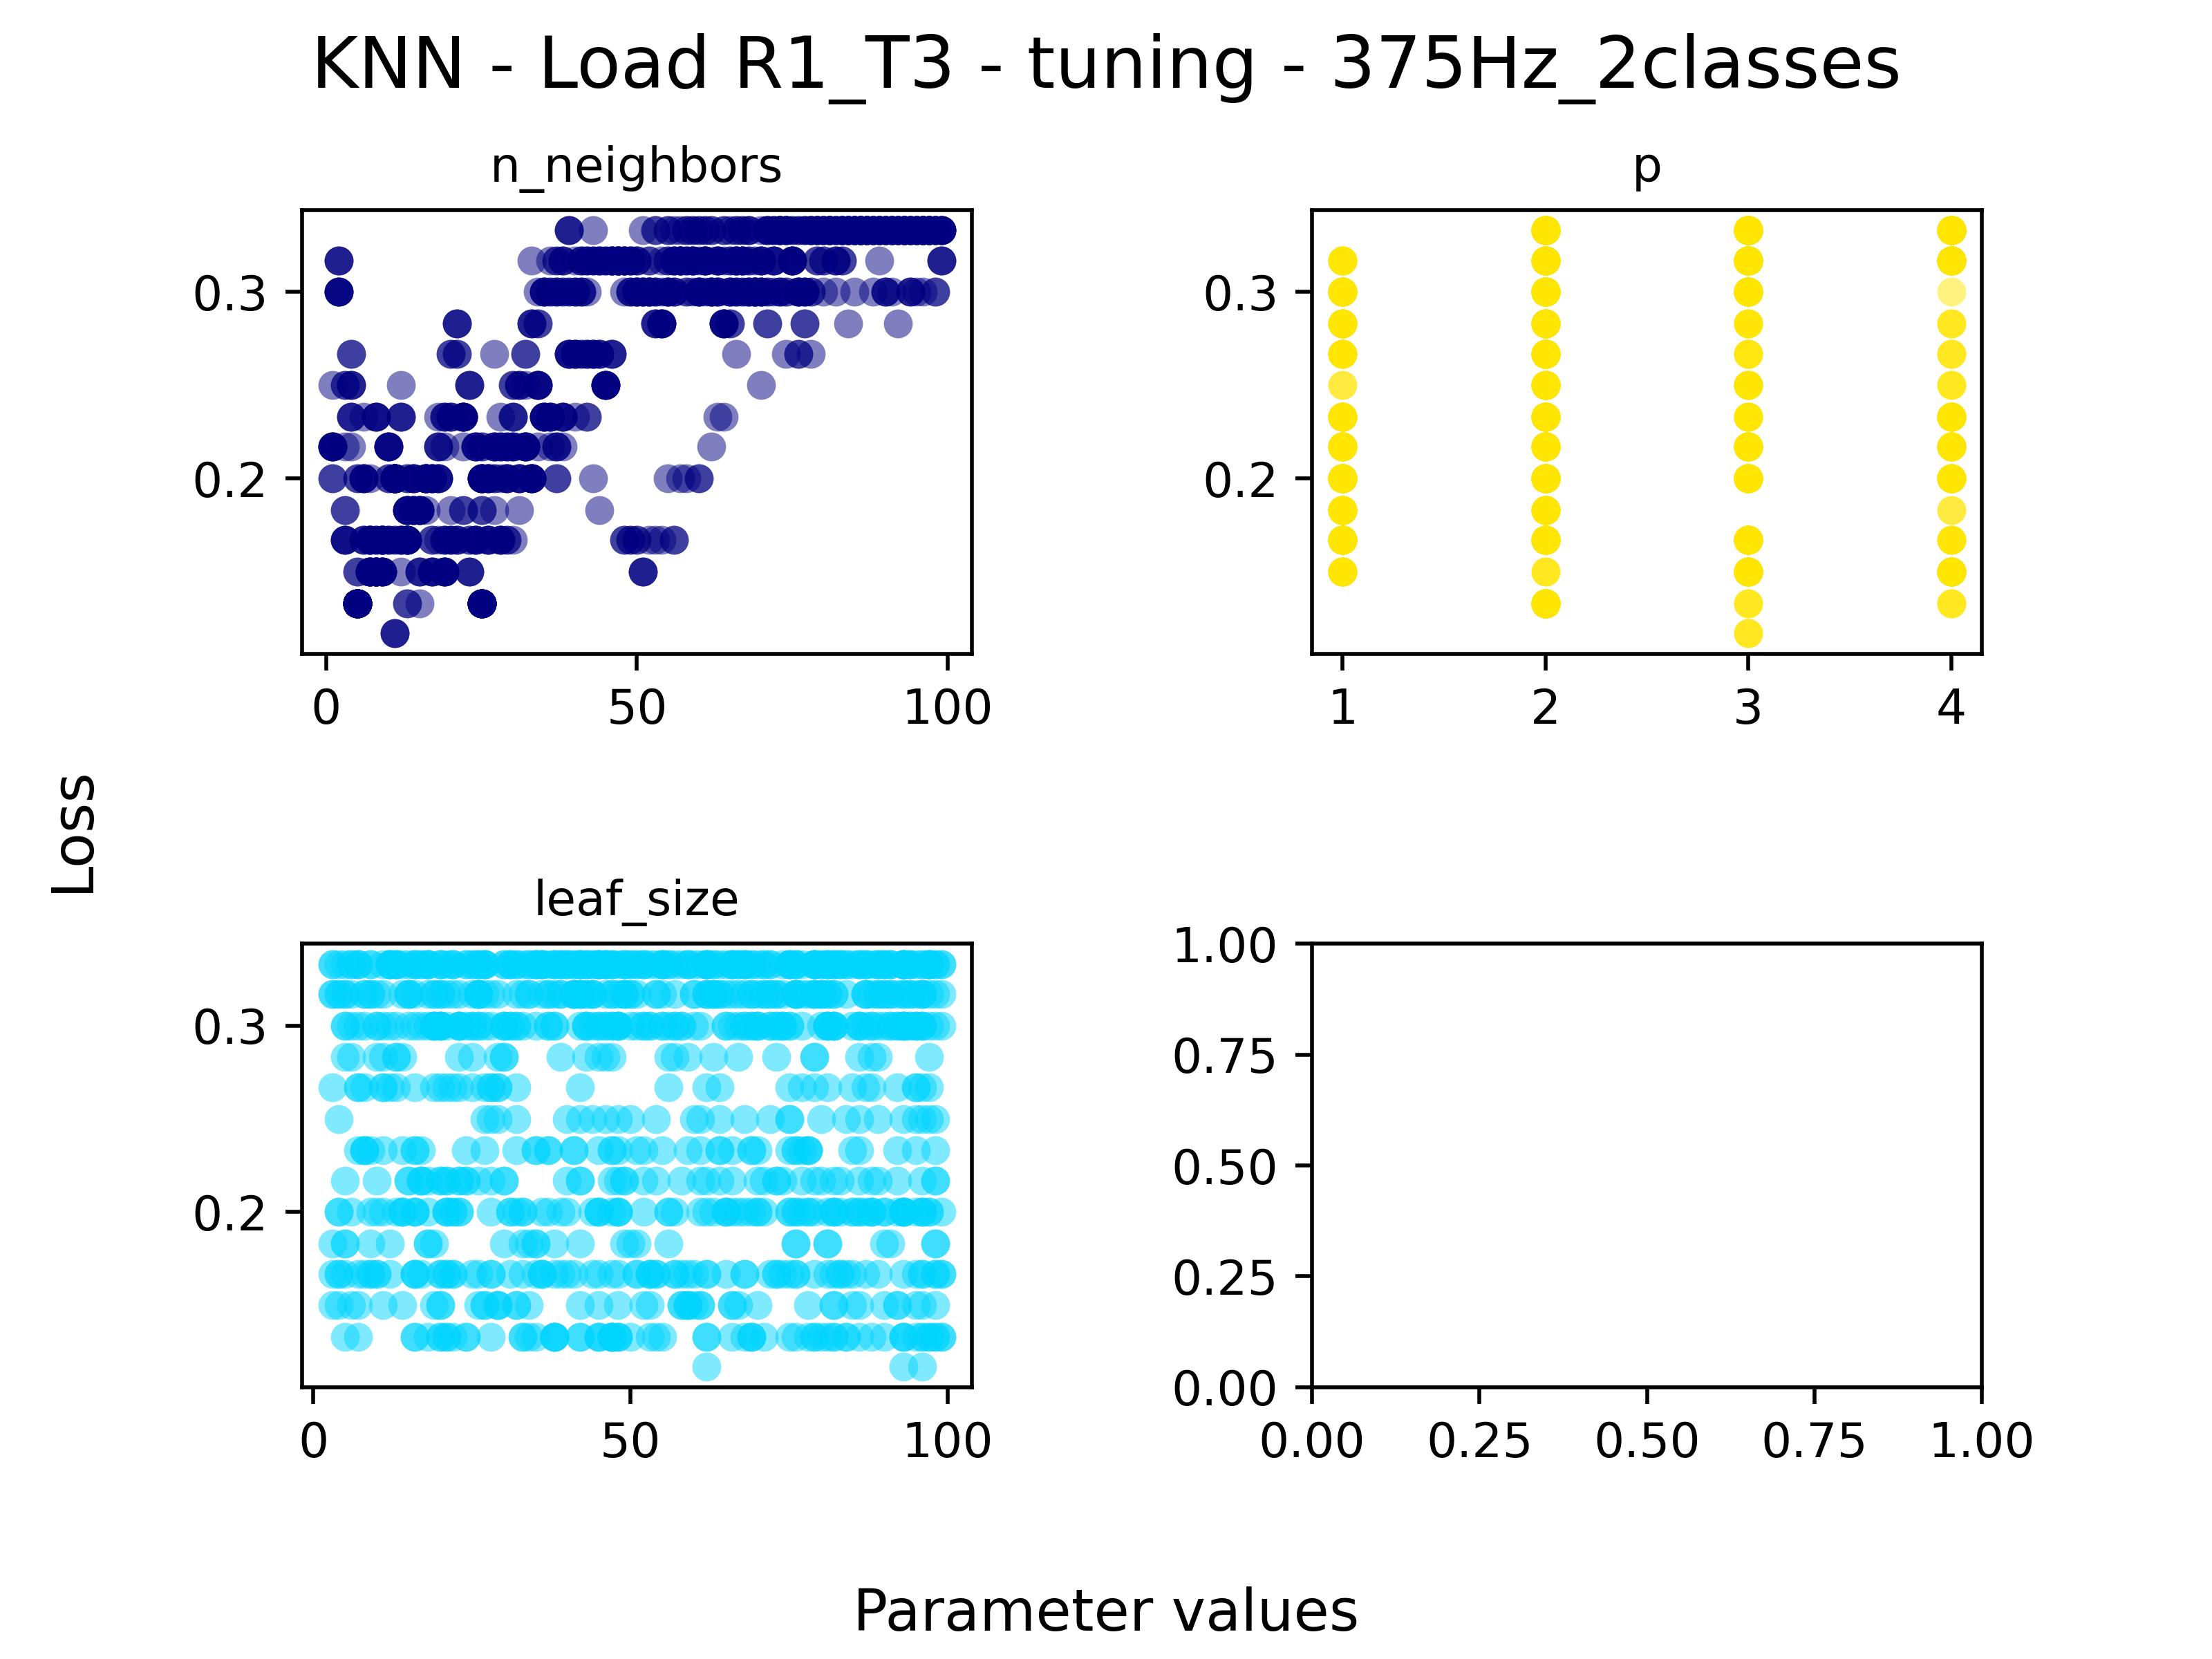 KNN - Load R1_T3 - tuning - 375Hz_2classes
n_neighbors
0.3
0.2
0 50 100
p
0.3
0.2
1 2 3 4
Loss
leaf_size
0.3
0.2
0 50 100
1.00
0.75
0.50
0.25
0.00
0.00 0.25 0.50 0.75 1.00
Parameter values